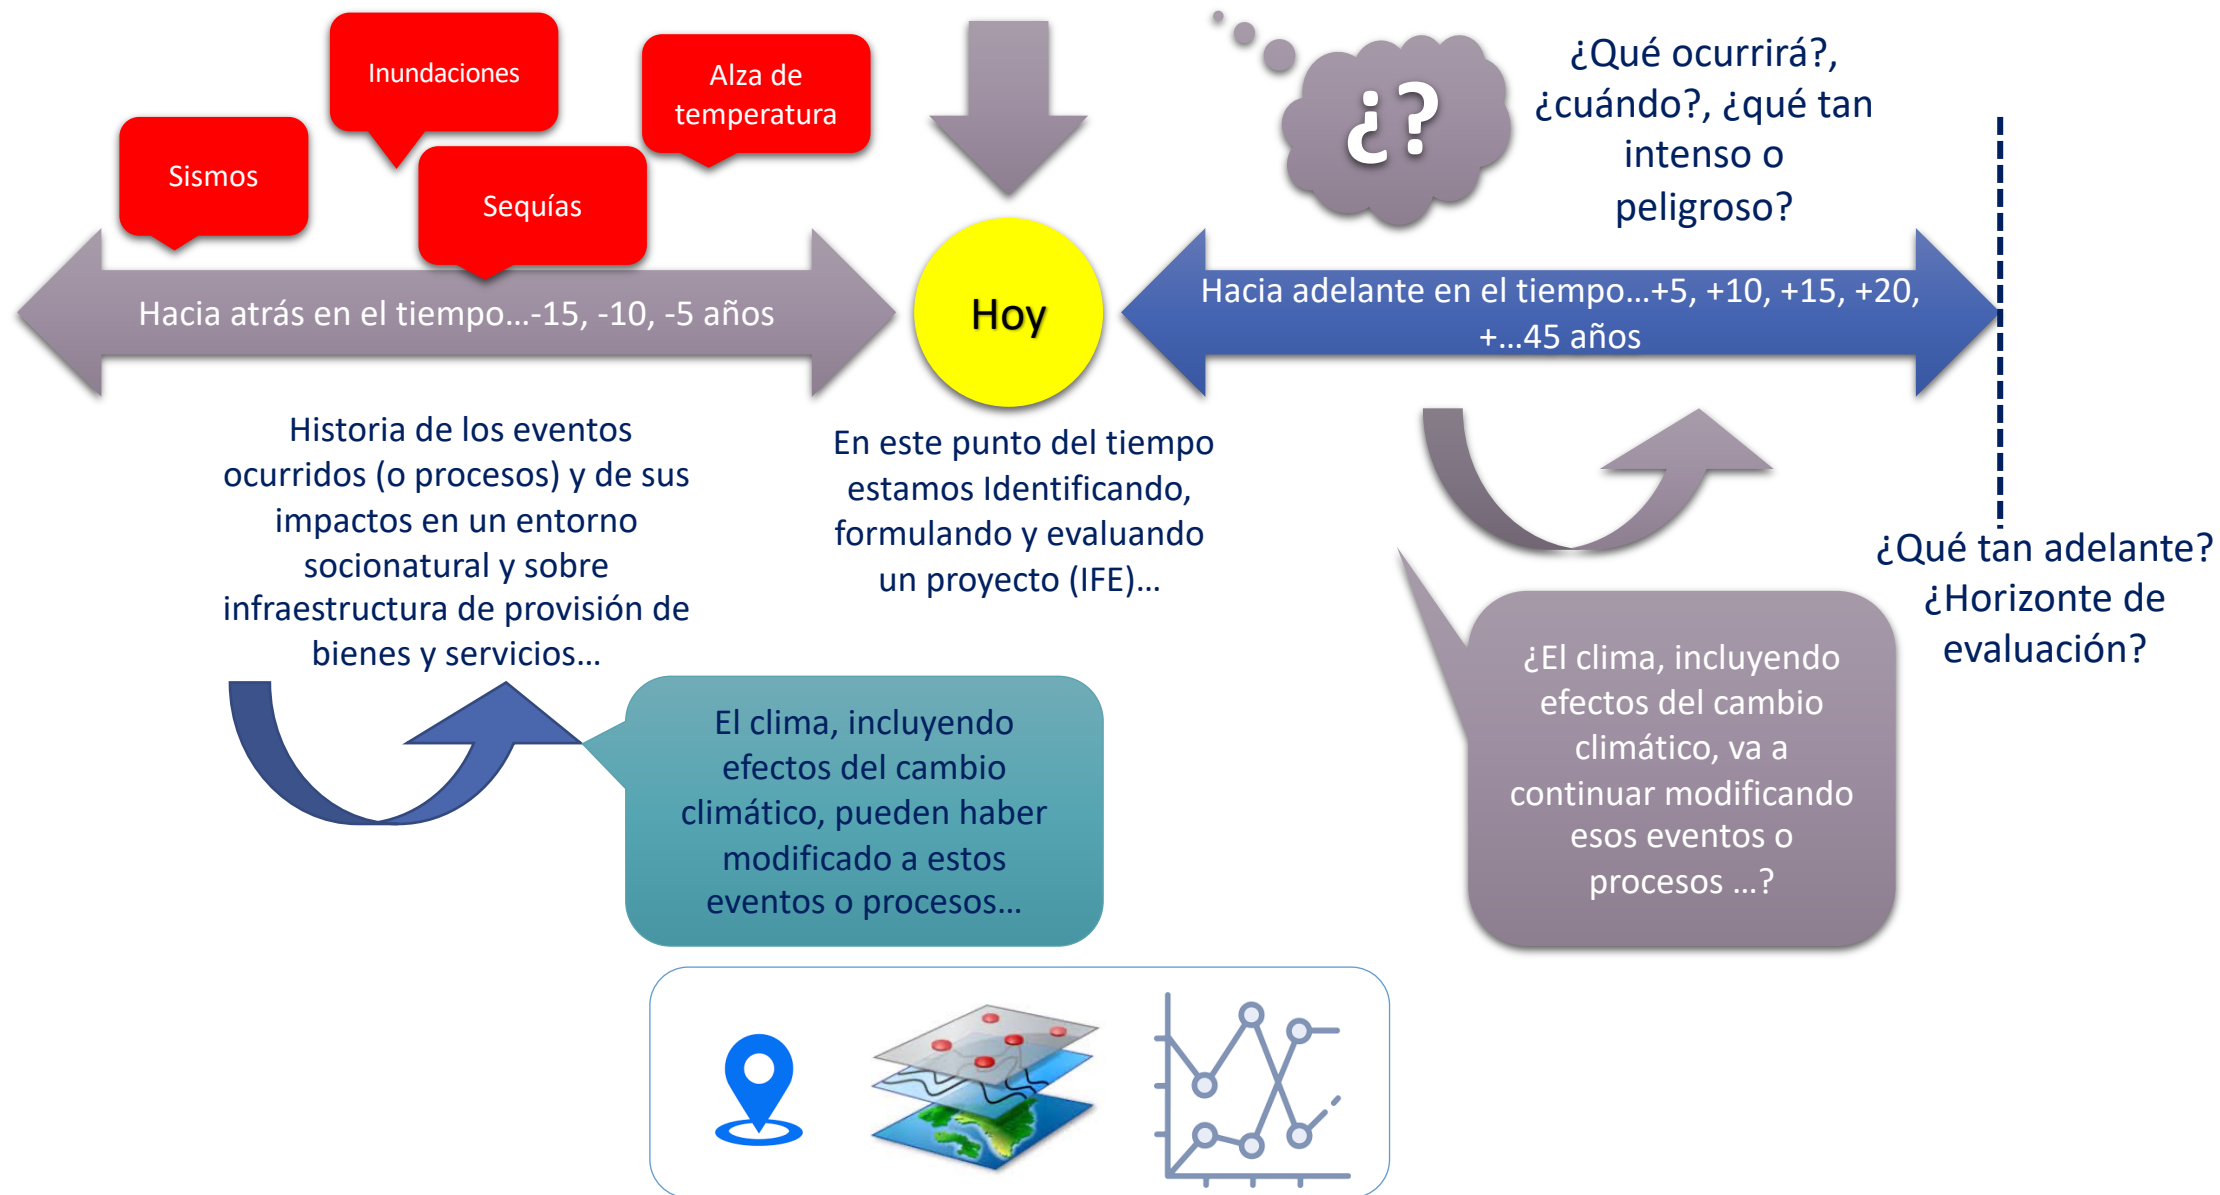 Inundaciones
Alza de
temperatura
Sismos
Sequías
¿?
¿Qué ocurrirá?,
¿cuándo?, ¿qué tan
intenso o
peligroso?
Hacia atrás en el tiempo...-15, -10, -5 años
Hoy
Hacia adelante en el tiempo...+5, +10, +15, +20,
+...45 años
Historia de los eventos
ocurridos (o procesos) y de sus
impactos en un entorno
socionatural y sobre
infraestructura de provisión de
bienes y servicios...
En este punto del tiempo
estamos Identificando,
formulando y evaluando
un proyecto (IFE)...
¿Qué tan adelante?
¿Horizonte de
evaluación?
El clima, incluyendo
efectos del cambio
climático, pueden haber
modificado a estos
eventos o procesos...
¿El clima, incluyendo
efectos del cambio
climático, va a
continuar modificando
esos eventos o
procesos ...?